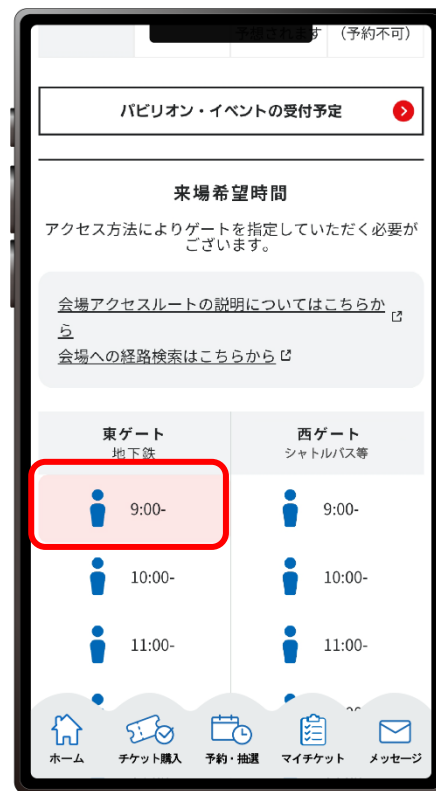 予想されます (予約不可)
パビリオン・イベントの受付予定
来場希望時間
アクセス方法によりゲートを指定していただく必要が
ございます。
会場アクセスルートの説明についてはこちらか
ら
会場への経路検索はこちらから
東ゲート 西ゲート
地下鉄 シャトルバス等
9:00- 9:00-
10:00- 10:00-
11:00- 11:00-
ホーム チケット購入 予約・抽選 マイチケット メッセージ